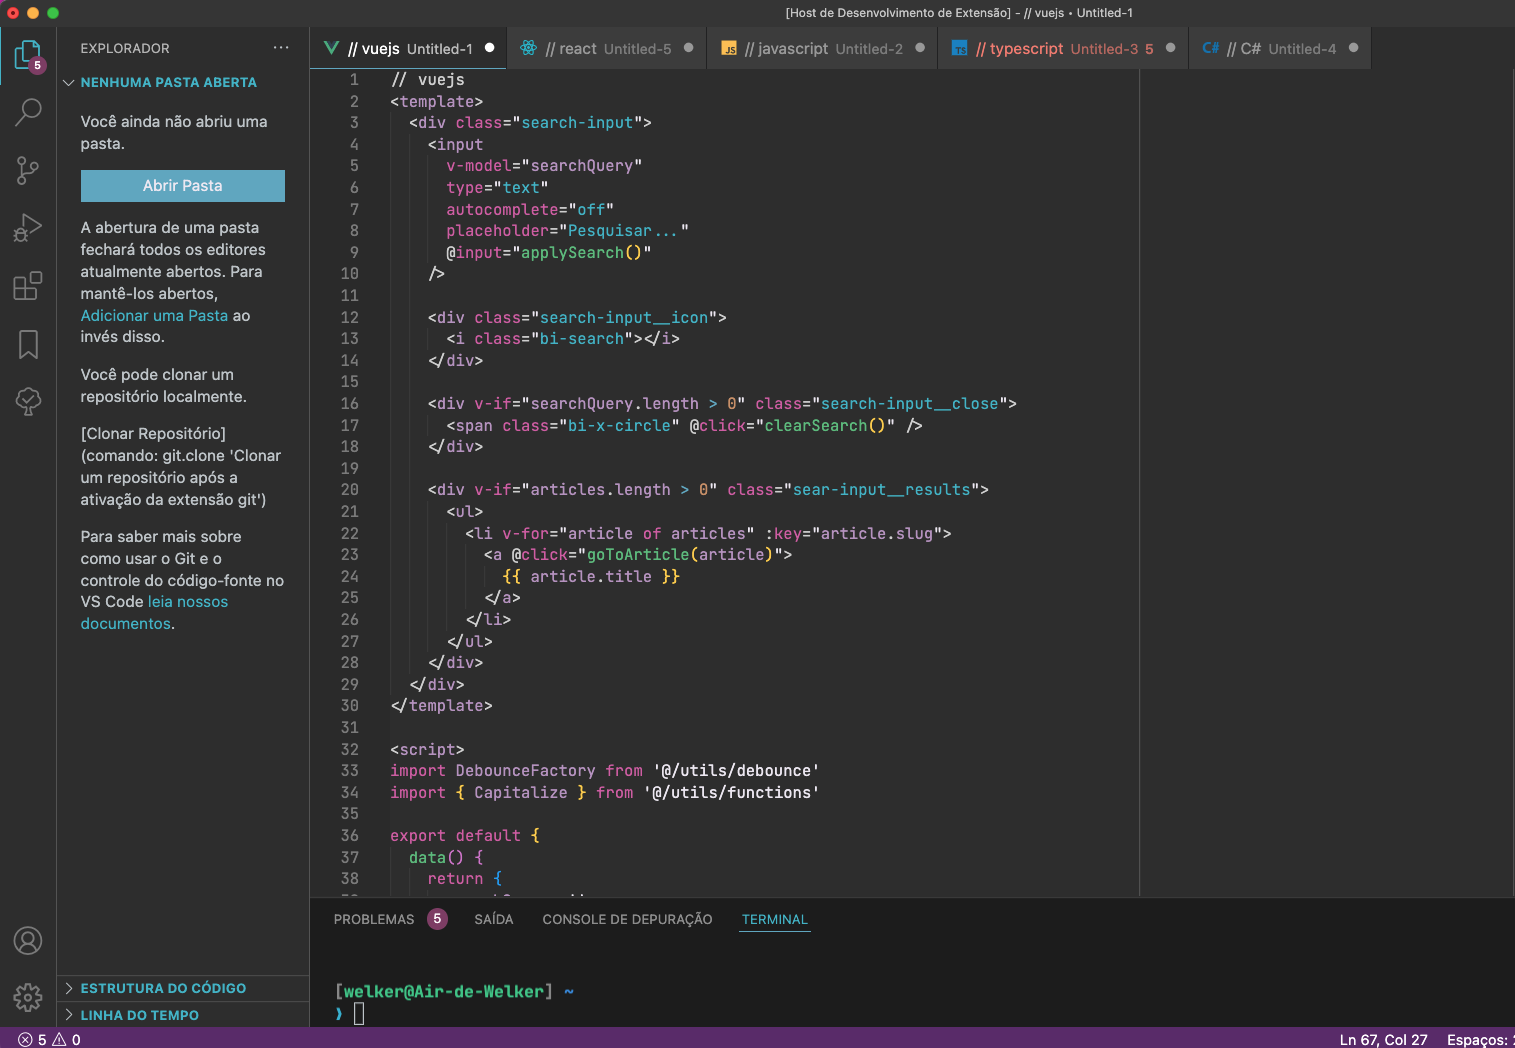 [Host de Desenvolvimento de Extensão] - // vuejs • Untitled-1
5
EXPLORADOR ...
NENHUMA PASTA ABERTA
Você ainda não abriu uma
pasta.
Abrir Pasta
A abertura de uma pasta
fechará todos os editores
atualmente abertos. Para
mantê-los abertos,
Adicionar uma Pasta ao
invés disso.
Você pode clonar um
repositório localmente.
[Clonar Repositório]
(comando: git.clone 'Clonar
um repositório após a
ativação da extensão git')
Para saber mais sobre
como usar o Git e o
controle do código-fonte no
VS Code leia nossos
documentos.
ESTRUTURA DO CÓDIGO
LINHA DO TEMPO
// vuejs Untitled-1 ● // react Untitled-5 ● JS // javascript Untitled-2 ● TS // typescript Untitled-3 5 ● C# // C# Untitled-4 ●
1 // vuejs
2 <template>
3   <div class="search-input">
4     <input
5       v-model="searchQuery"
6       type="text"
7       autocomplete="off"
8       placeholder="Pesquisar..."
9       @input="applySearch()"
10     />
11
12     <div class="search-input__icon">
13       <i class="bi-search"></i>
14     </div>
15
16     <div v-if="searchQuery.length > 0" class="search-input__close">
17       <span class="bi-x-circle" @click="clearSearch()" />
18     </div>
19
20     <div v-if="articles.length > 0" class="sear-input__results">
21       <ul>
22         <li v-for="article of articles" :key="article.slug">
23           <a @click="goToArticle(article)">
24             {{ article.title }}
25           </a>
26         </li>
27       </ul>
28     </div>
29   </div>
30 </template>
31
32 <script>
33 import DebounceFactory from '@/utils/debounce'
34 import { Capitalize } from '@/utils/functions'
35
36 export default {
37   data() {
38     return {
PROBLEMAS 5 SAÍDA CONSOLE DE DEPURAÇÃO TERMINAL
[welker@Air-de-Welker] ~
❯
5 0 Ln 67, Col 27 Espaços: